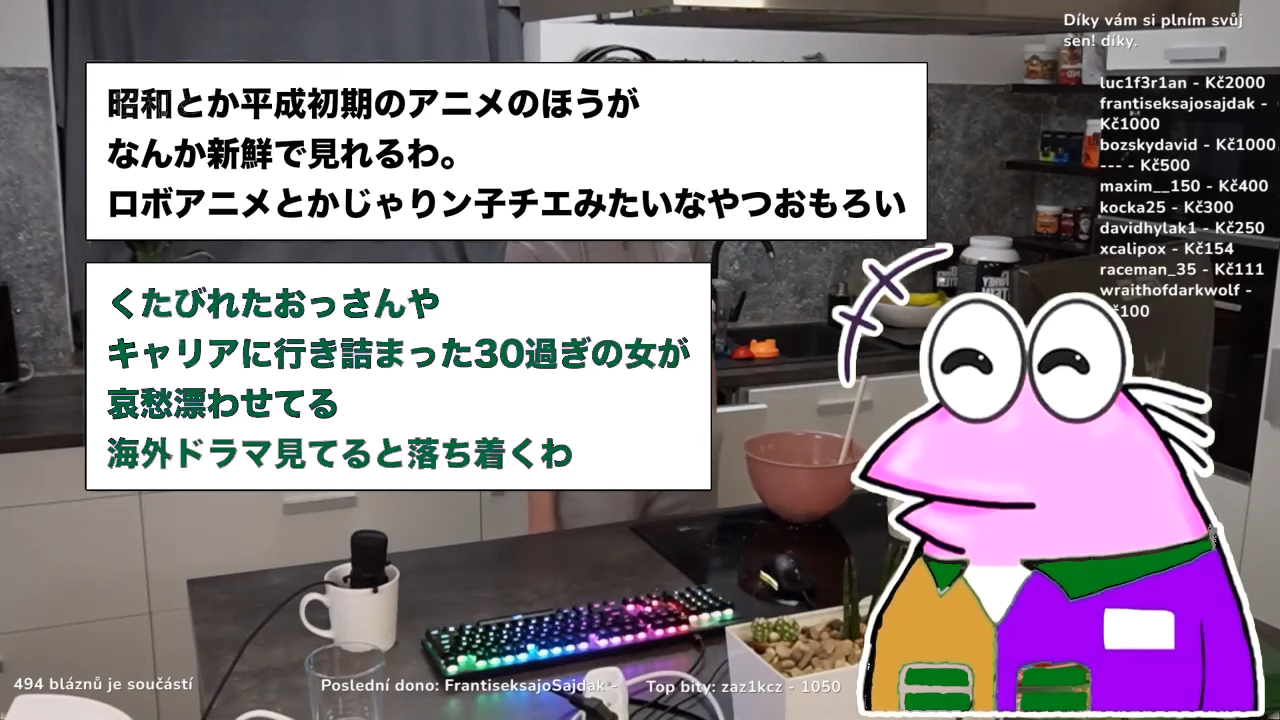 昭和とか平成初期のアニメのほうが
なんか新鮮で見れるわ。
ロボアニメとかじゃりン子チエみたいなやつおもろい
くたびれたおっさんや
キャリアに行き詰まった30過ぎの女が
哀愁漂わせてる
海外ドラマ見てると落ち着くわ
Díky vám si plním svůj
sen! díky.
luc1f3r1an - Kč2000
frantiseksajosajdak -
Kč1000
bozskydavid - Kč1000
--- - Kč500
maxim__150 - Kč400
kocka25 - Kč300
davidhylak1 - Kč250
xcalipox - Kč154
raceman_35 - Kč111
wraithofdarkwolf -
Kč100
494 bláznů je součástí
Poslední dono: FrantiseksajoSajdak -
Top bity: zaz1kcz - 1050